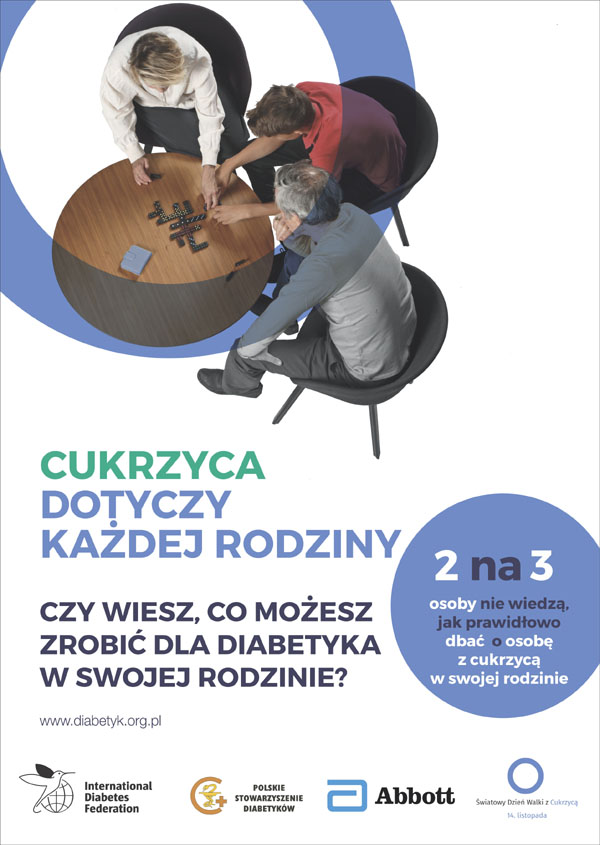 CUKRZYCA
DOTYCZY
KAŻDEJ RODZINY
CZY WIESZ, CO MOŻESZ
ZROBIĆ DLA DIABETYKA
W SWOJEJ RODZINIE?
www.diabetyk.org.pl
2 na 3
osoby nie wiedzą,
jak prawidłowo
dbać o osobę
z cukrzycą
w swojej rodzinie
International
Diabetes
Federation
POLSKIE
STOWARZYSZENIE
DIABETYKÓW
Abbott
Światowy Dzień Walki z Cukrzycą
14. listopada